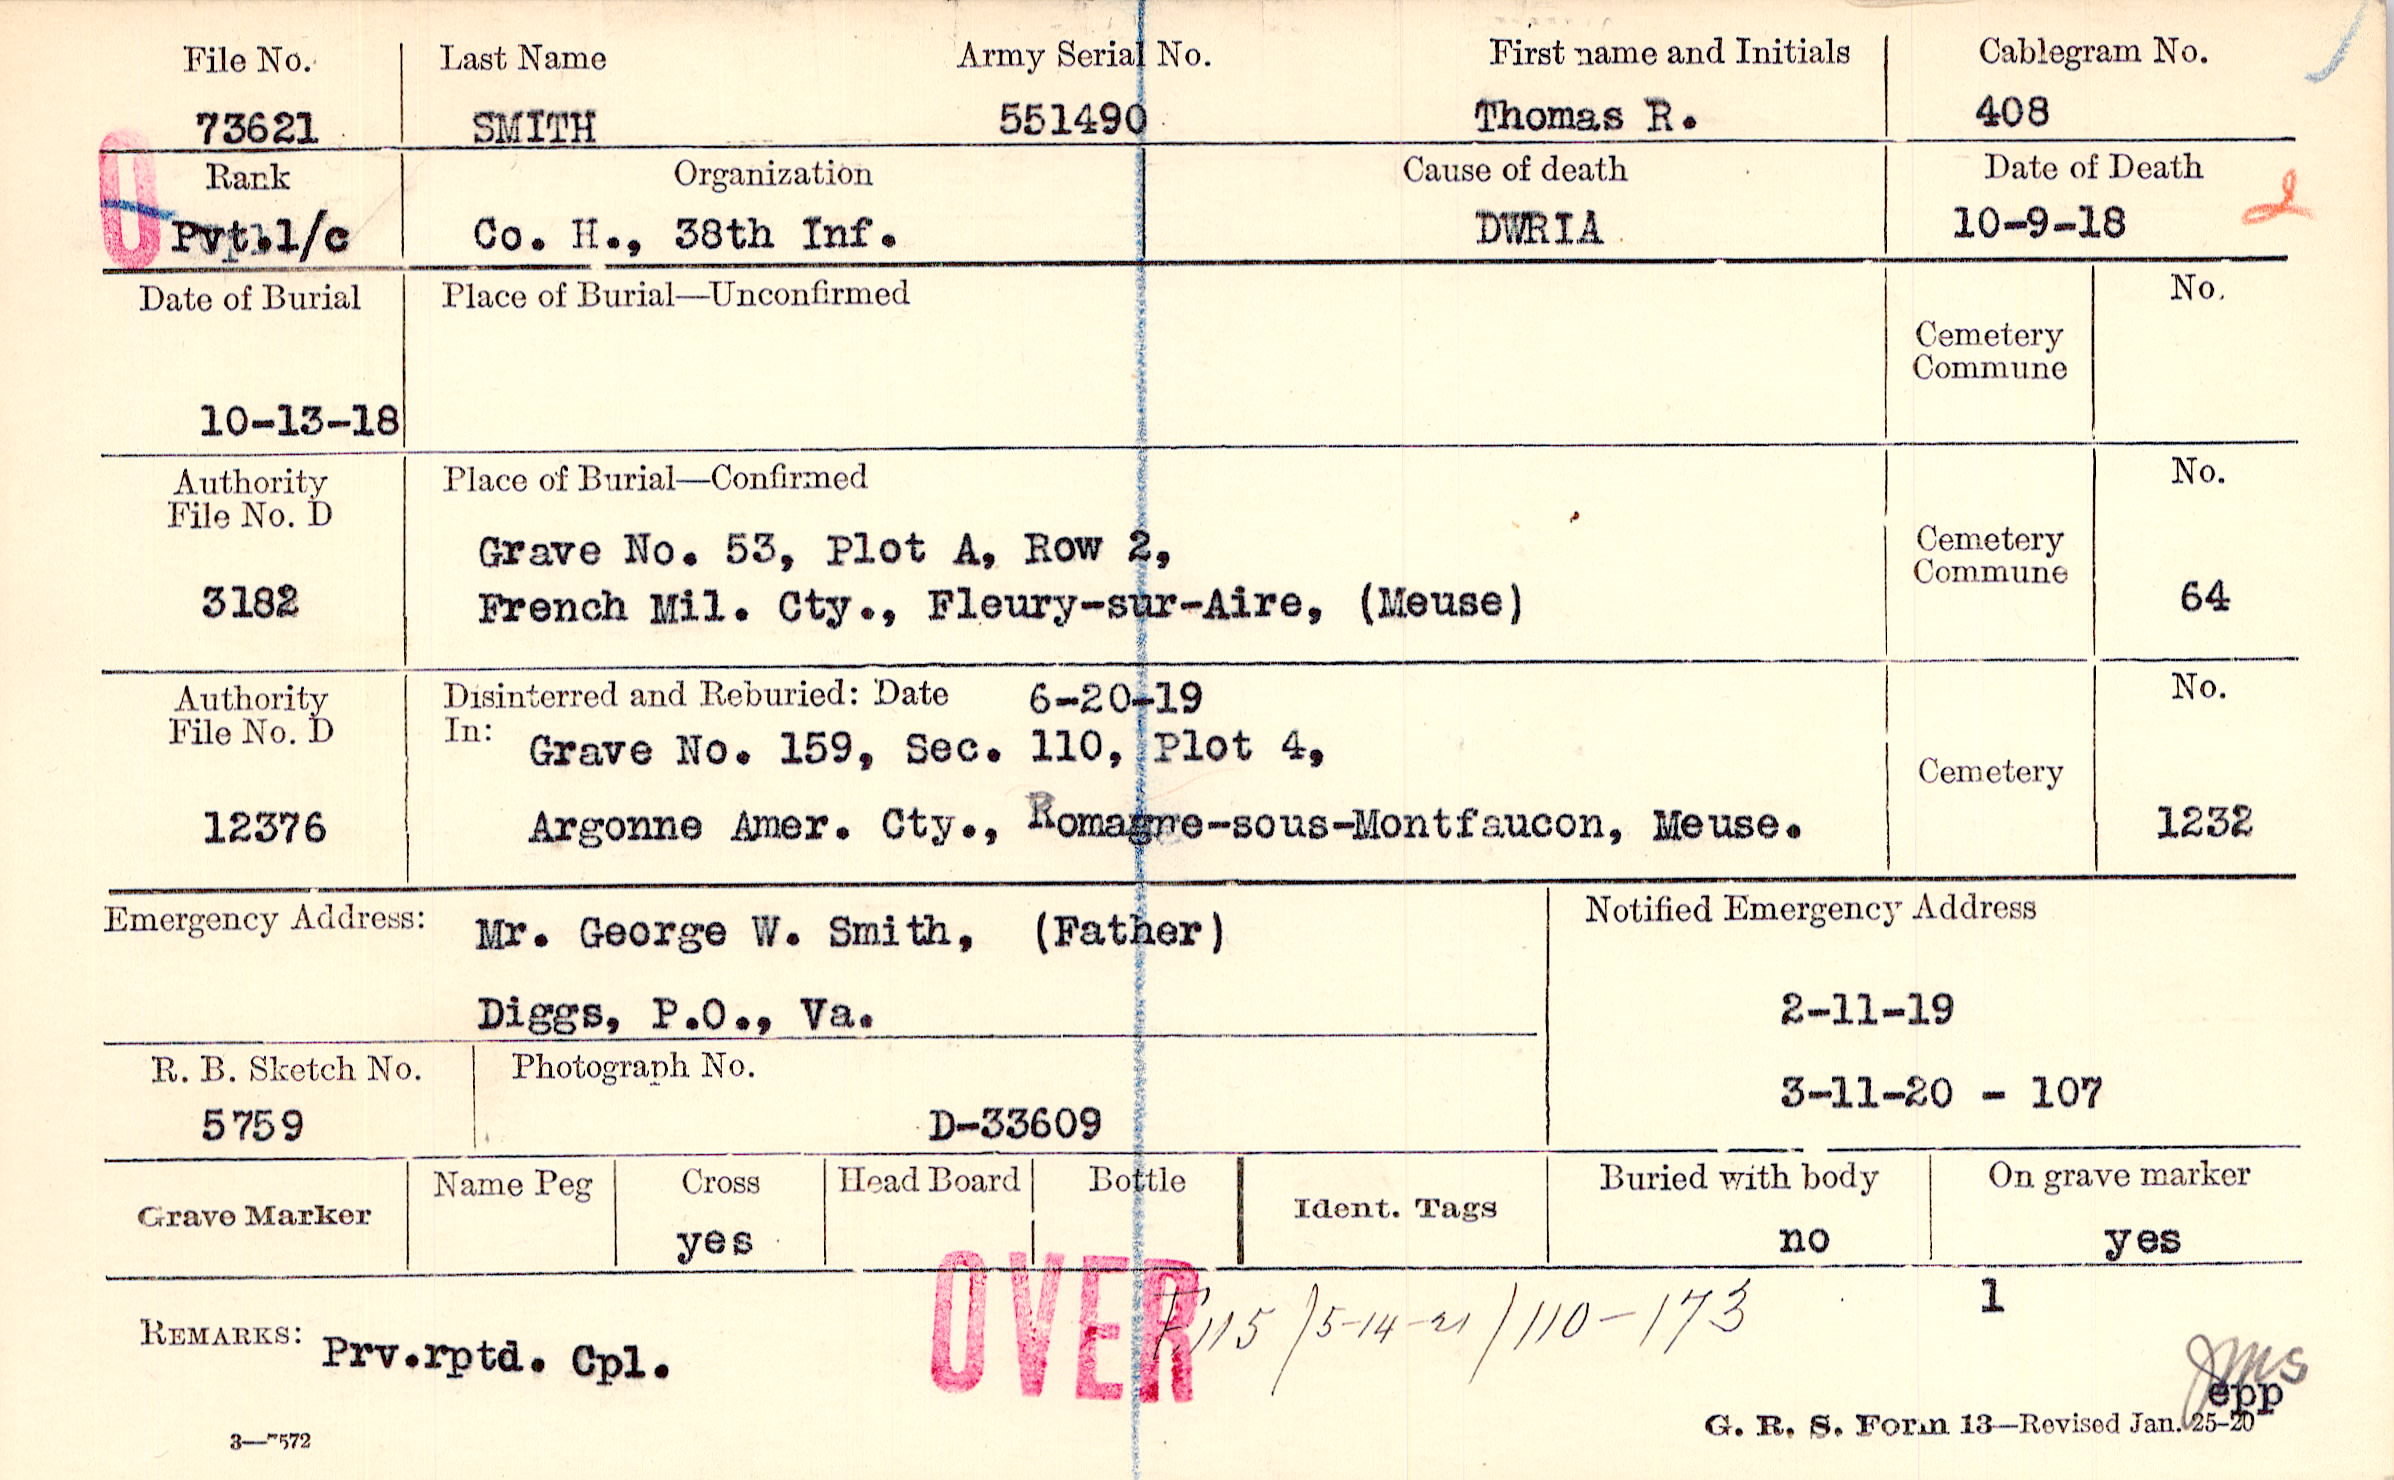 File No. Last Name Army Serial No. First name and Initials Cablegram No.
73621 SMITH 551490 Thomas R. 408
Rank Organization Cause of death Date of Death
Pvt.1/c Co. H., 38th Inf. DWRIA 10-9-18 2
Date of Burial Place of Burial—Unconfirmed No.
Cemetery
Commune
10-13-18
Authority Place of Burial—Confirmed No.
File No. D
Grave No. 53, Plot A, Row 2, Cemetery
Commune
3182 French Mil. Cty., Fleury-sur-Aire, (Meuse) 64
Authority Disinterred and Reburied: Date 6-20-19 No.
File No. D In: Grave No. 159, Sec. 110, Plot 4,
Cemetery
12376 Argonne Amer. Cty., Romagne-sous-Montfaucon, Meuse. 1232
Emergency Address: Mr. George W. Smith, (Father) Notified Emergency Address
Diggs, P.O., Va. 2-11-19
R. B. Sketch No. Photograph No.
3-11-20 - 107
5759 D-33609
Grave Marker Name Peg Cross Head Board Bottle Ident. Tags Buried with body On grave marker
yes no yes
OVER
1
F115 / 5-14-21 / 110-173
REMARKS: Prv.rptd. Cpl.
JMS
epp
3—7572 G. R. S. Form 13—Revised Jan. 25-20